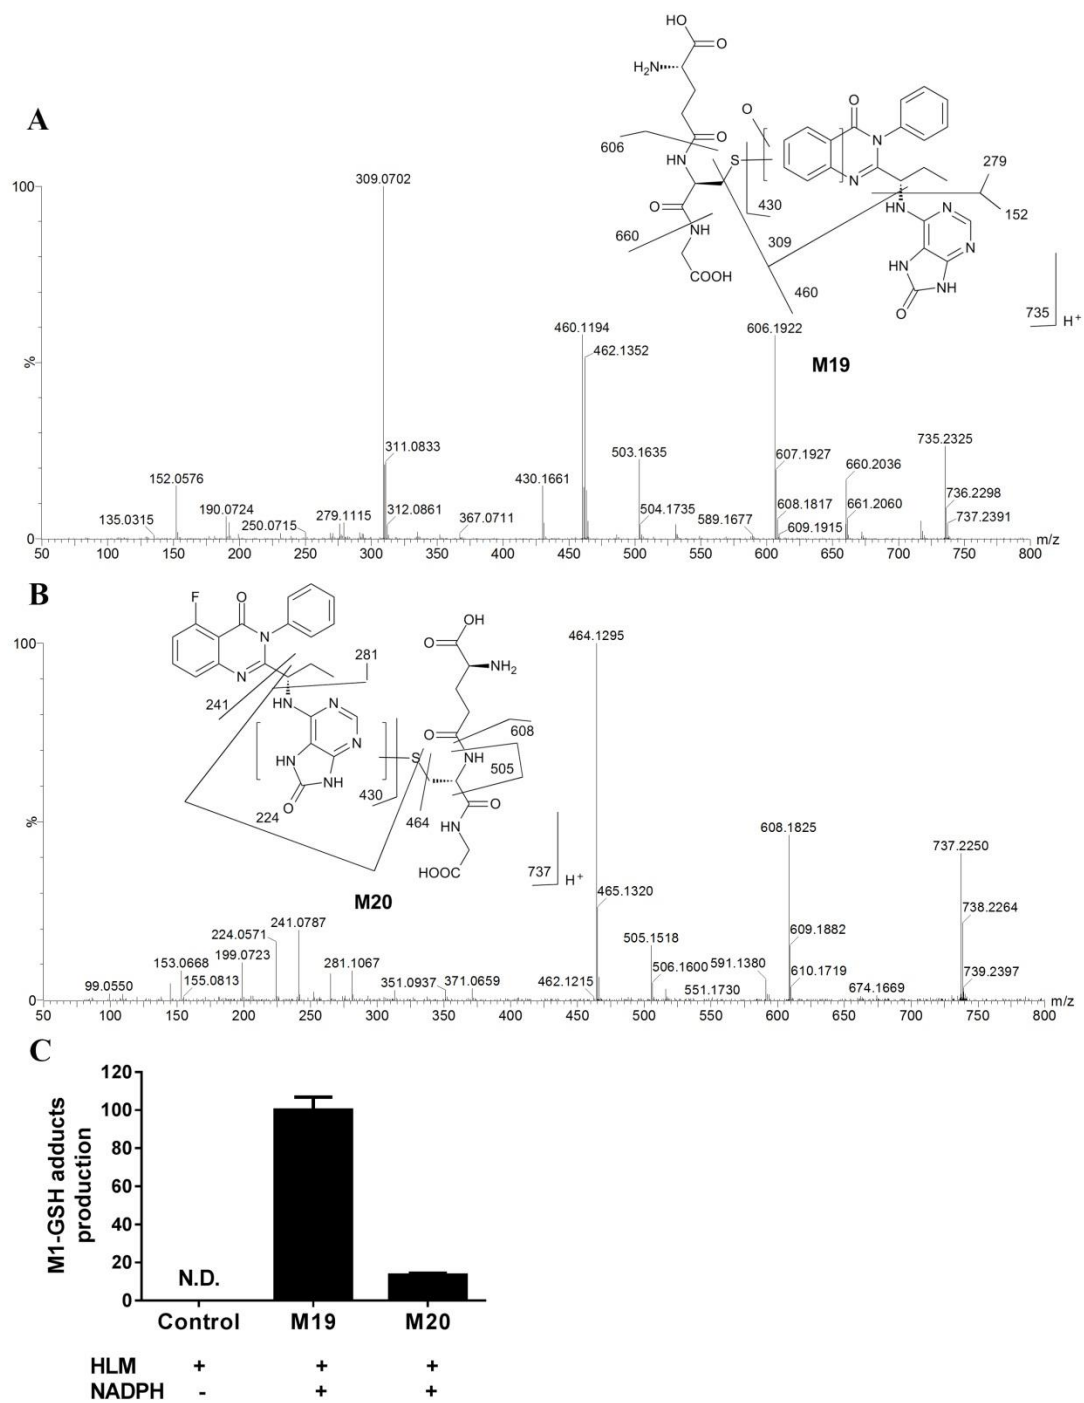 A
HO
O
H₂N
O
606
HN
S
O
O
N
N
279
152
430
HN
N
N
HN
NH
O
O
NH
660
COOH
309
460
735
H⁺
M19
100
%
0
309.0702
460.1194
462.1352
606.1922
311.0833
152.0576
430.1661
503.1635
607.1927
735.2325
660.2036
135.0315
190.0724
250.0715
279.1115
312.0861
367.0711
504.1735
589.1677
608.1817
609.1915
661.2060
736.2298
737.2391
50 100 150 200 250 300 350 400 450 500 550 600 650 700 750 800 m/z
B
F
O
N
N
281
241
HN
N
N
HN
NH
O
224
430
S
464
OH
O
NH₂
O
NH
608
505
O
HN
HOOC
737
H⁺
M20
100
%
0
464.1295
608.1825
737.2250
465.1320
738.2264
224.0571
241.0787
609.1882
153.0668
199.0723
505.1518
99.0550
155.0813
281.1067
351.0937
371.0659
462.1215
506.1600
551.1730
591.1380
610.1719
674.1669
739.2397
50 100 150 200 250 300 350 400 450 500 550 600 650 700 750 800 m/z
C
M1-GSH adducts
production
120
100
80
60
40
20
0
N.D.
Control M19 M20
HLM + + +
NADPH - + +